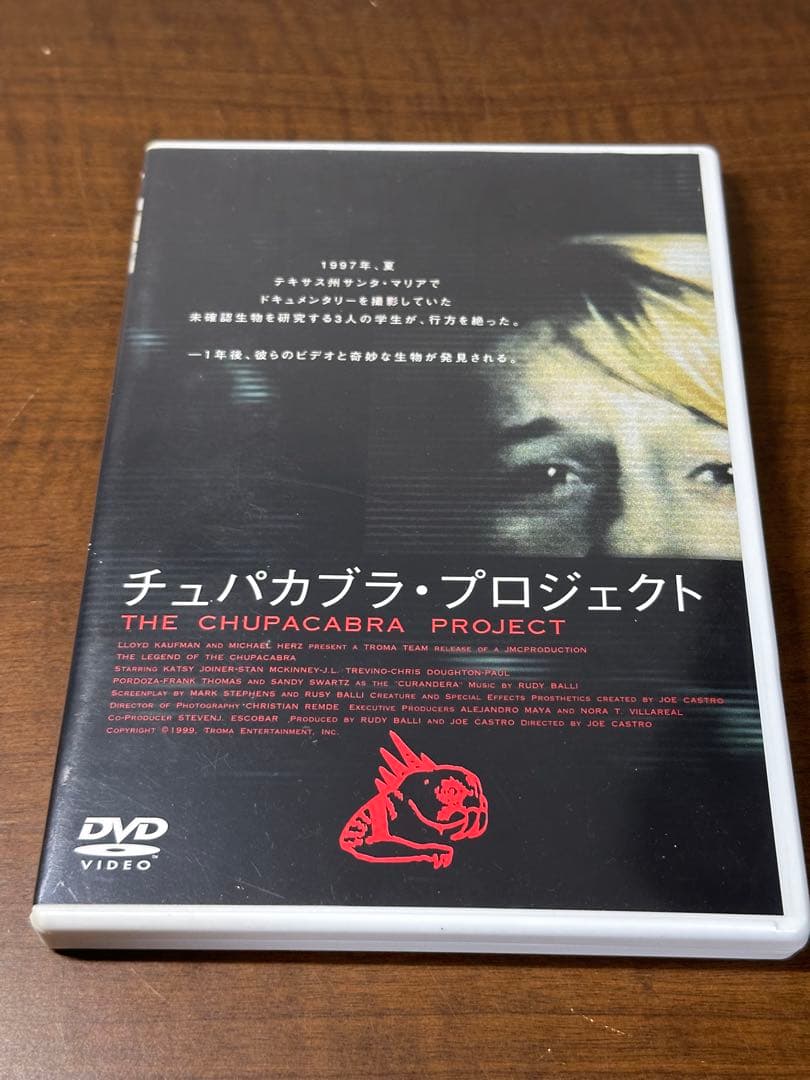 1997年、夏
テキサス州サンタ・マリアで
ドキュメンタリーを撮影していた
未確認生物を研究する3人の学生が、行方を絶った。
―1年後、彼らのビデオと奇妙な生物が発見される。
チュパカブラ・プロジェクト
THE CHUPACABRA PROJECT
LLOYD KAUFMAN AND MICHAEL HERZ PRESENT A TROMA TEAM RELEASE OF A JMCPRODUCTION
THE LEGEND OF THE CHUPACABRA
STARRING KATSY JOINER-STAN MCKINNEY-J.L. TREVINO-CHRIS DOUGHTON-PAUL
PORDOZA-FRANK THOMAS AND SANDY SWARTZ AS THE "CURANDERA" MUSIC BY RUDY BALLI
SCREENPLAY BY MARK STEPHENS AND RUSY BALLI CREATURE AND SPECIAL EFFECTS PROSTHETICS CREATED BY JOE CASTRO
DIRECTOR OF PHOTOGRAPHY *CHRISTIAN REMDE EXECUTIVE PRODUCERS ALEJANDRO MAYA AND NORA T. VILLAREAL
CO-PRODUCER STEVENJ. ESCOBAR ,PRODUCED BY RUDY BALLI AND JOE CASTRO DIRECTED BY JOE CASTRO
COPYRIGHT ©1999, TROMA ENTERTAINMENT, INC.
DVD
VIDEO™